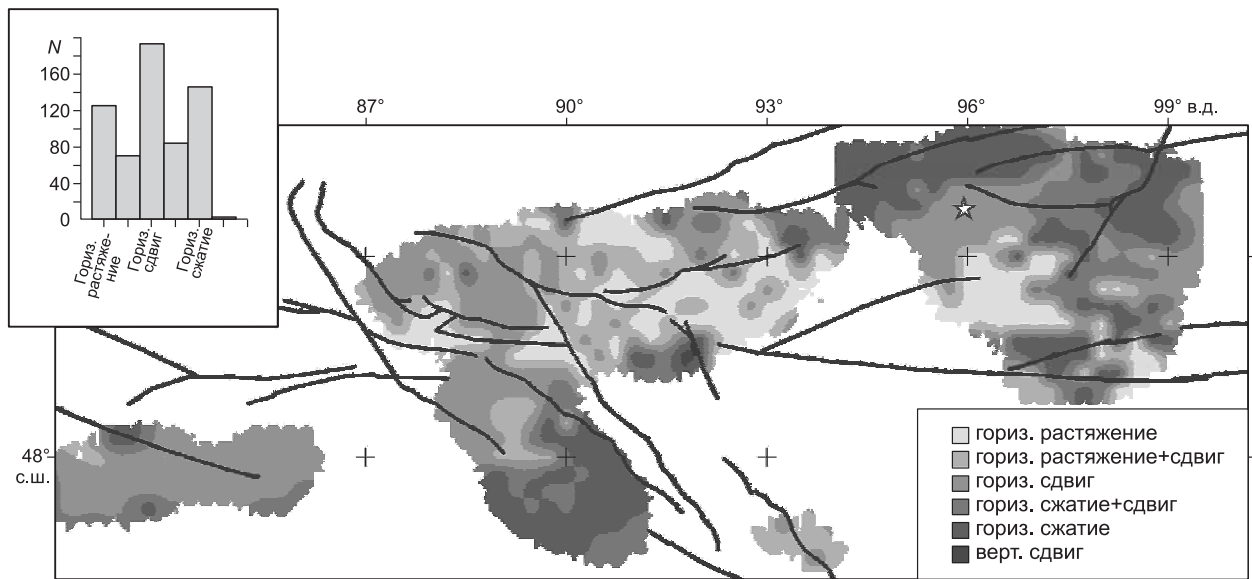 N
160
120
80
40
0
Гориз.
растяже-
ние
Гориз.
сдвиг
Гориз.
сжатие
87° 90° 93° 96° 99° в.д.
48°
с.ш.
гориз. растяжение
гориз. растяжение+сдвиг
гориз. сдвиг
гориз. сжатие+сдвиг
гориз. сжатие
верт. сдвиг